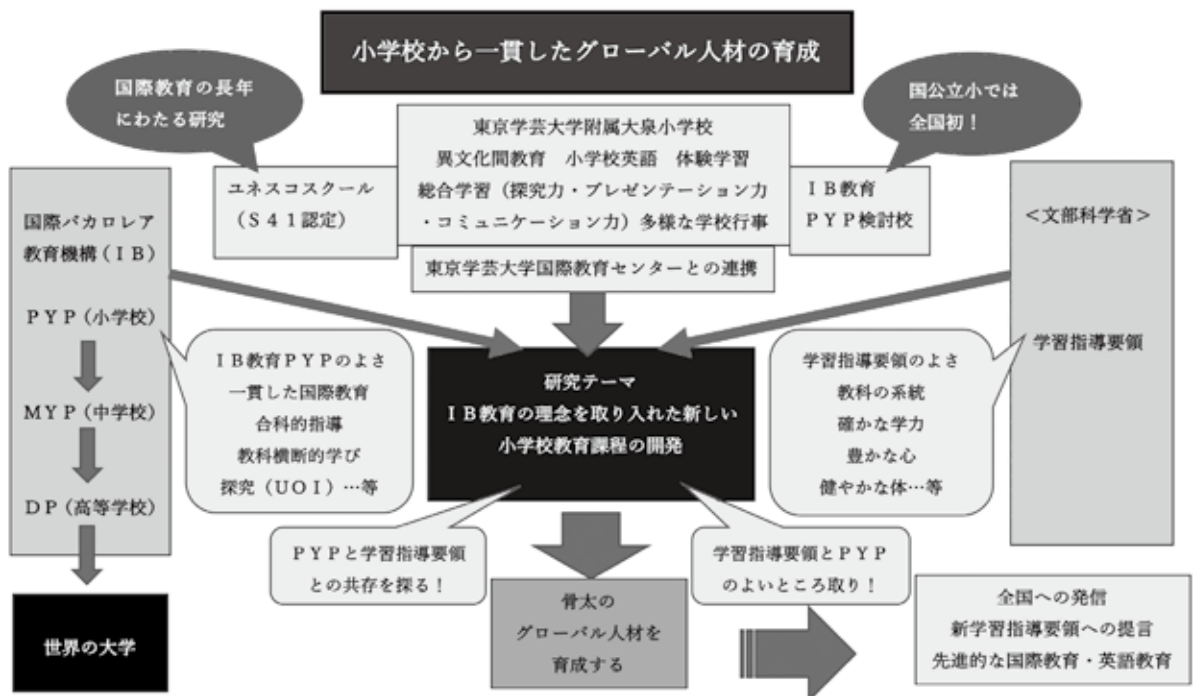 小学校から一貫したグローバル人材の育成
国際教育の長年
にわたる研究
国公立小では
全国初！
東京学芸大学附属大泉小学校
異文化間教育　小学校英語　体験学習
総合学習（探究力・プレゼンテーション力
・コミュニケーション力）多様な学校行事
ユネスコスクール
（Ｓ４１認定）
ＩＢ教育
ＰＹＰ検討校
東京学芸大学国際教育センターとの連携
国際バカロレア
教育機構（ＩＢ）
ＰＹＰ（小学校）
ＭＹＰ（中学校）
ＤＰ（高等学校）
世界の大学
＜文部科学省＞
学習指導要領
ＩＢ教育ＰＹＰのよさ
一貫した国際教育
合科的指導
教科横断的学び
探究（ＵＯＩ）…等
研究テーマ
ＩＢ教育の理念を取り入れた新しい
小学校教育課程の開発
学習指導要領のよさ
教科の系統
確かな学力
豊かな心
健やかな体…等
ＰＹＰと学習指導要領
との共存を探る！
学習指導要領とＰＹＰ
のよいところ取り！
骨太の
グローバル人材を
育成する
全国への発信
新学習指導要領への提言
先進的な国際教育・英語教育